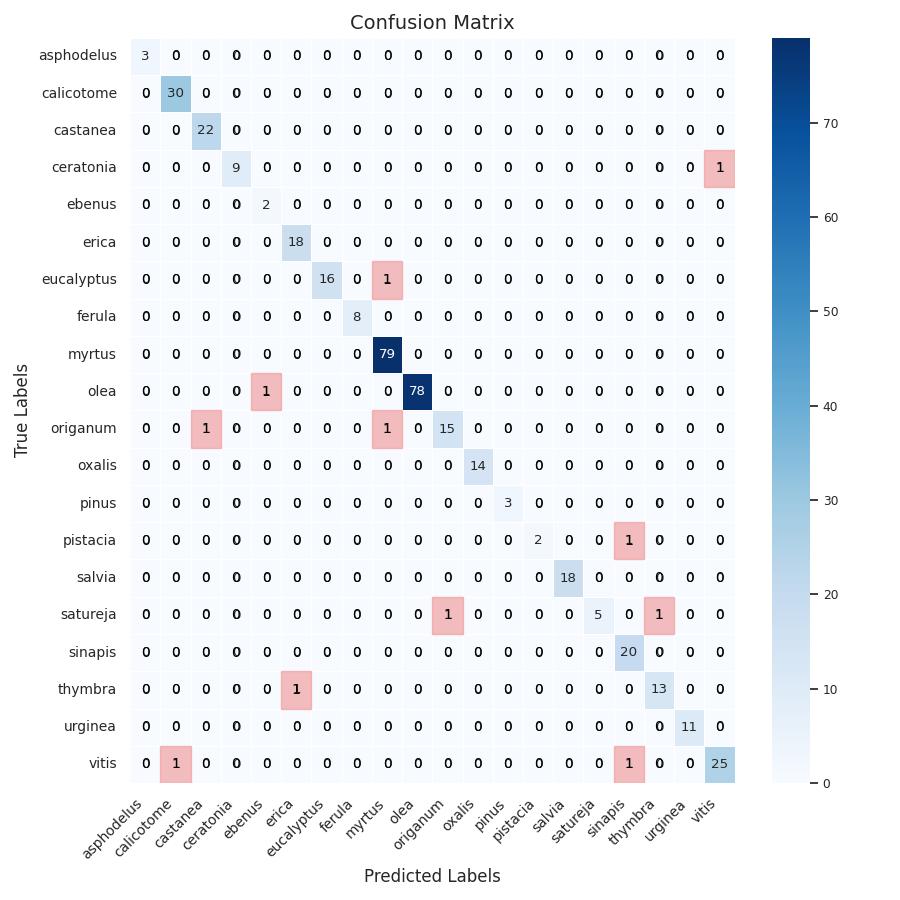 Confusion Matrix
asphodelus 3 0 0 0 0 0 0 0 0 0 0 0 0 0 0 0 0 0 0 0
calicotome 0 30 0 0 0 0 0 0 0 0 0 0 0 0 0 0 0 0 0 0
castanea 0 0 22 0 0 0 0 0 0 0 0 0 0 0 0 0 0 0 0 0
ceratonia 0 0 0 9 0 0 0 0 0 0 0 0 0 0 0 0 0 0 0 1
ebenus 0 0 0 0 2 0 0 0 0 0 0 0 0 0 0 0 0 0 0 0
erica 0 0 0 0 0 18 0 0 0 0 0 0 0 0 0 0 0 0 0 0
eucalyptus 0 0 0 0 0 0 16 0 1 0 0 0 0 0 0 0 0 0 0 0
ferula 0 0 0 0 0 0 0 8 0 0 0 0 0 0 0 0 0 0 0 0
myrtus 0 0 0 0 0 0 0 0 79 0 0 0 0 0 0 0 0 0 0 0
olea 0 0 0 0 1 0 0 0 0 78 0 0 0 0 0 0 0 0 0 0
origanum 0 0 1 0 0 0 0 0 1 0 15 0 0 0 0 0 0 0 0 0
oxalis 0 0 0 0 0 0 0 0 0 0 0 14 0 0 0 0 0 0 0 0
pinus 0 0 0 0 0 0 0 0 0 0 0 0 3 0 0 0 0 0 0 0
pistacia 0 0 0 0 0 0 0 0 0 0 0 0 0 2 0 0 1 0 0 0
salvia 0 0 0 0 0 0 0 0 0 0 0 0 0 0 18 0 0 0 0 0
satureja 0 0 0 0 0 0 0 0 0 0 1 0 0 0 0 5 0 1 0 0
sinapis 0 0 0 0 0 0 0 0 0 0 0 0 0 0 0 0 20 0 0 0
thymbra 0 0 0 0 0 1 0 0 0 0 0 0 0 0 0 0 0 13 0 0
urginea 0 0 0 0 0 0 0 0 0 0 0 0 0 0 0 0 0 0 11 0
vitis 0 1 0 0 0 0 0 0 0 0 0 0 0 0 0 0 1 0 0 25
asphodelus calicotome castanea ceratonia ebenus erica eucalyptus ferula myrtus olea origanum oxalis pinus pistacia salvia satureja sinapis thymbra urginea vitis
Predicted Labels
True Labels
70
60
50
40
30
20
10
0